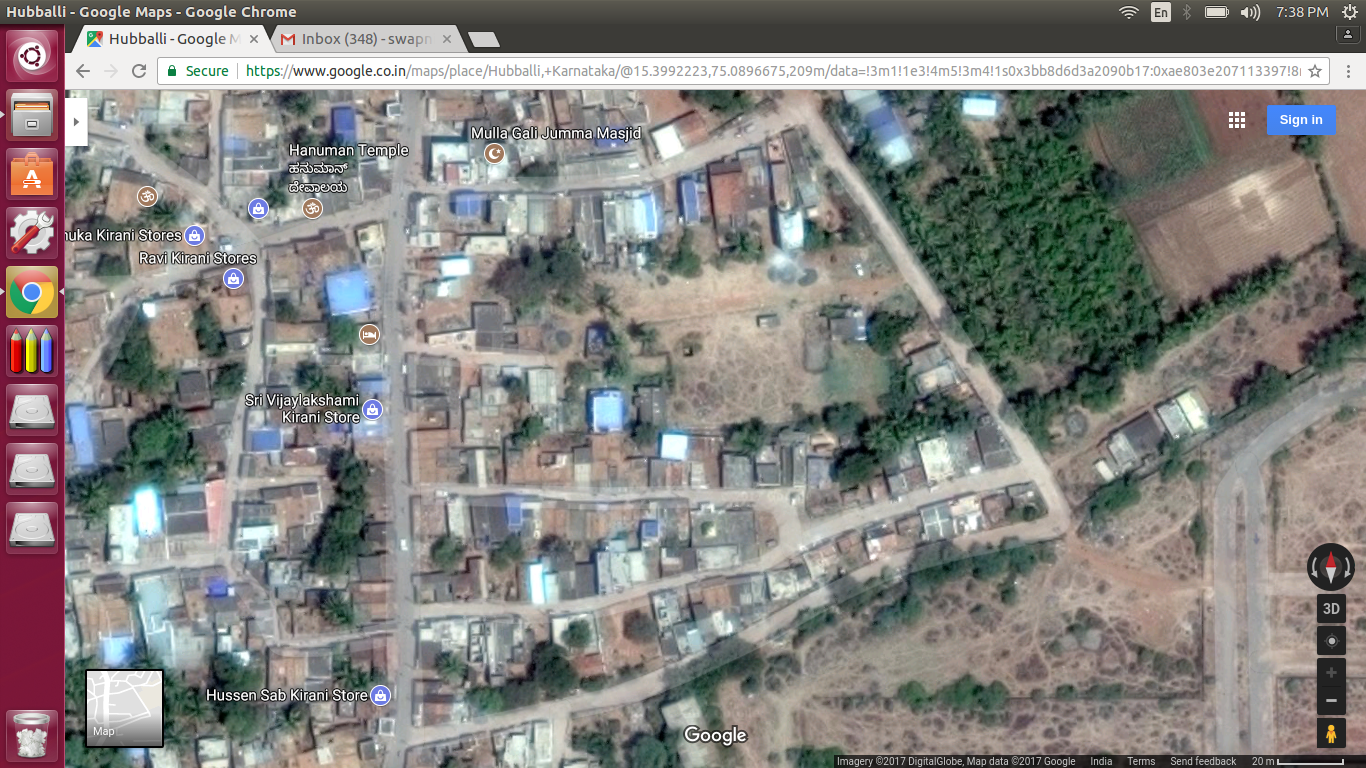 Hubballi - Google Maps - Google Chrome
En
7:38 PM
Hubballi - Google M
Inbox (348) - swapn
Secure
https://www.google.co.in/maps/place/Hubballi,+Karnataka/@15.3992223,75.0896675,209m/data=!3m1!1e3!4m5!3m4!1s0x3bb8d6d3a2090b17:0xae803e207113397!8
Sign in
Mulla Gali Jumma Masjid
Hanuman Temple
ಹನುಮಾನ್
ದೇವಾಲಯ
nuka Kirani Stores
Ravi Kirani Stores
Sri Vijaylakshami
Kirani Store
3D
Hussen Sab Kirani Store
Map
Google
Imagery ©2017 DigitalGlobe, Map data ©2017 Google
India
Terms
Send feedback
20 m